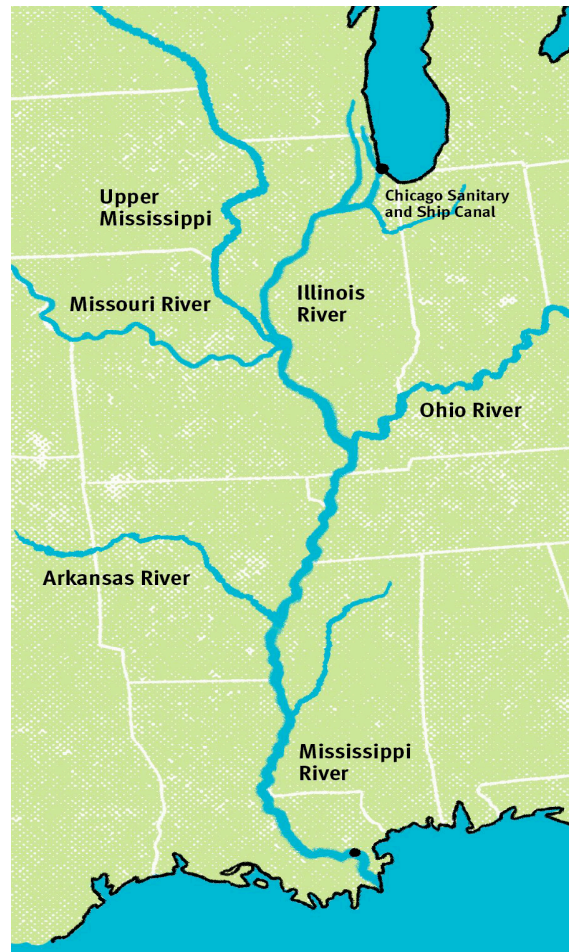 Upper
Mississippi
Chicago Sanitary
and Ship Canal
Missouri River
Illinois
River
Ohio River
Arkansas River
Mississippi
River